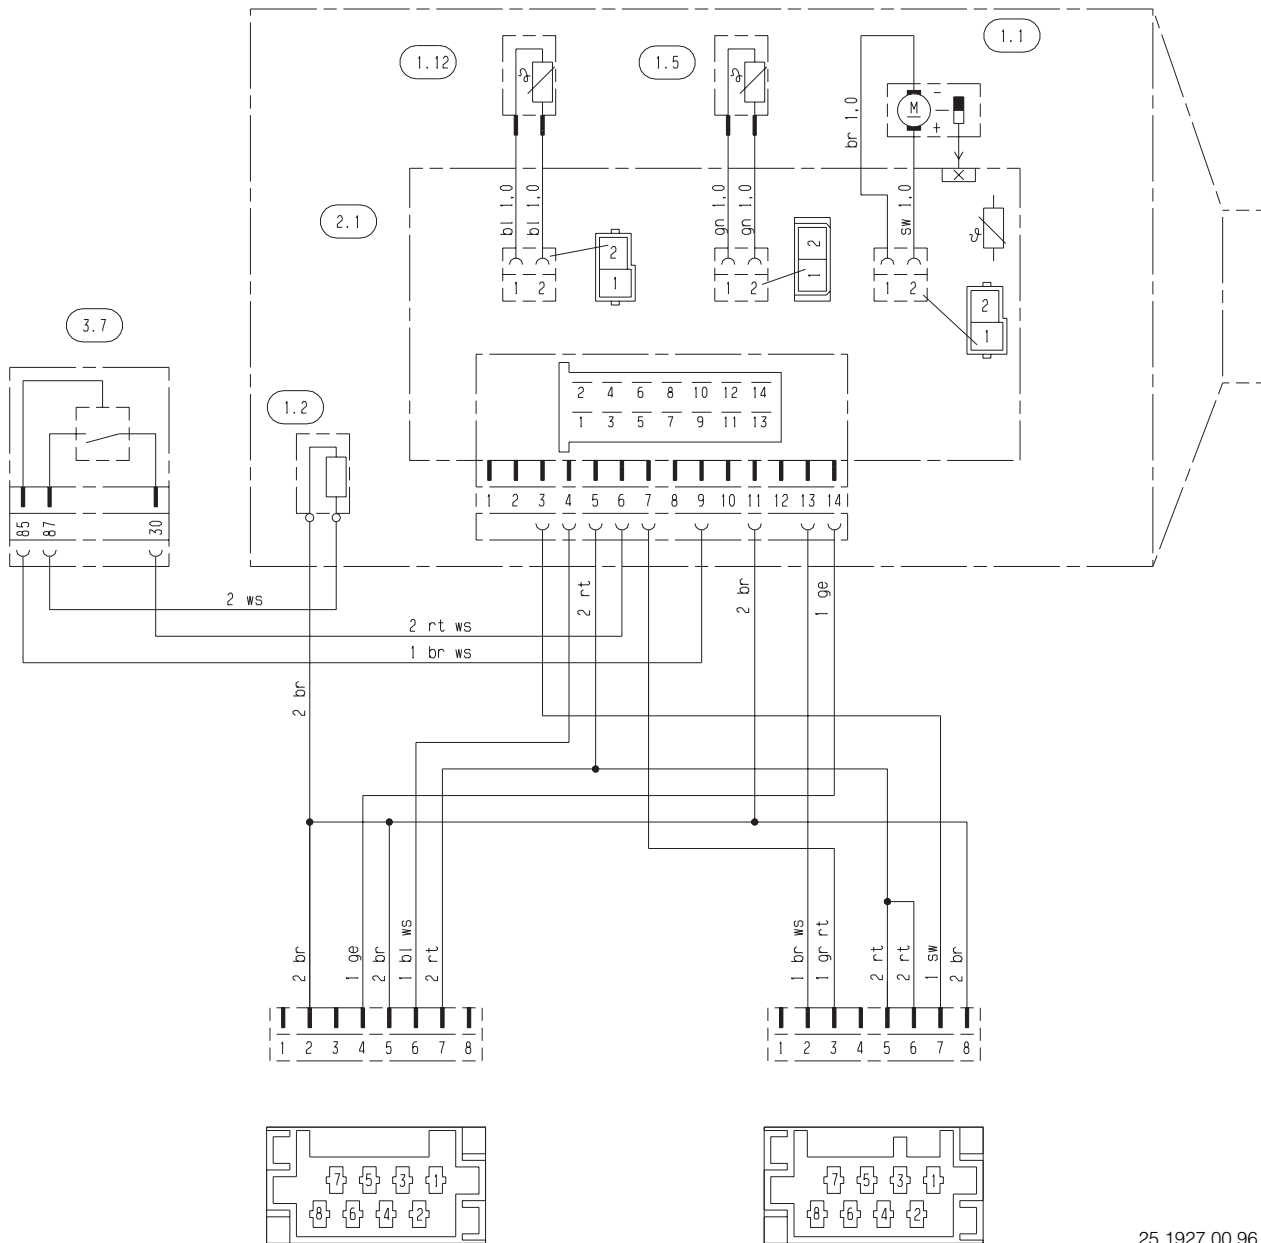 1.12
1.5
1.1
M
-
+
br 1,0
bl 1,0
bl 1,0
gn 1,0
gn 1,0
sw 1,0
2.1
ϑ
ϑ
ϑ
1 2
2
1
1 2
2
1
1 2
2
1
3.7
1.2
2 4 6 8 10 12 14
1 3 5 7 9 11 13
1 2 3 4 5 6 7 8 9 10 11 12 13 14
85 87 30
2 ws
2 rt
2 br
1 ge
2 rt ws
1 br ws
2 br
2 br
1 ge
2 br
1 bl ws
2 rt
1 br ws
1 gr rt
2 rt
2 rt
1 sw
2 br
1 2 3 4 5 6 7 8
1 2 3 4 5 6 7 8
7 5 3 1
8 6 4 2
7 5 3 1
8 6 4 2
25 1927 00 96